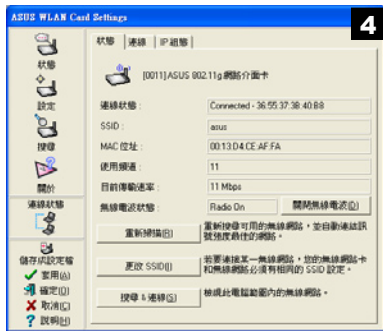 ASUS WLAN Card Settings
4
狀態
設定
搜尋
關於
連線狀態
儲存成設定檔
套用(A)
確定(O)
取消(C)
說明(H)
狀態 連線 IP組態
[0011]ASUS 802.11g 網路介面卡
連線狀態 : Connected - 36:55:37:38:40:B8
SSID : asus
MAC 位址 : 00:13:D4:CE:AF:FA
使用頻道 : 11
目前傳輸速率 : 11 Mbps
無線電波狀態 : Radio On 關閉無線電波(D)
重新掃描(R) 重新搜尋可用的無線網路,並自動連結訊
號強度最佳的網路。
更改 SSID(I) 若要連接某一無線網路,您的無線網路卡
和無線網路必須有相同的 SSID 設定。
搜尋 & 連線(S) 檢視此電腦範圍內的無線網路。